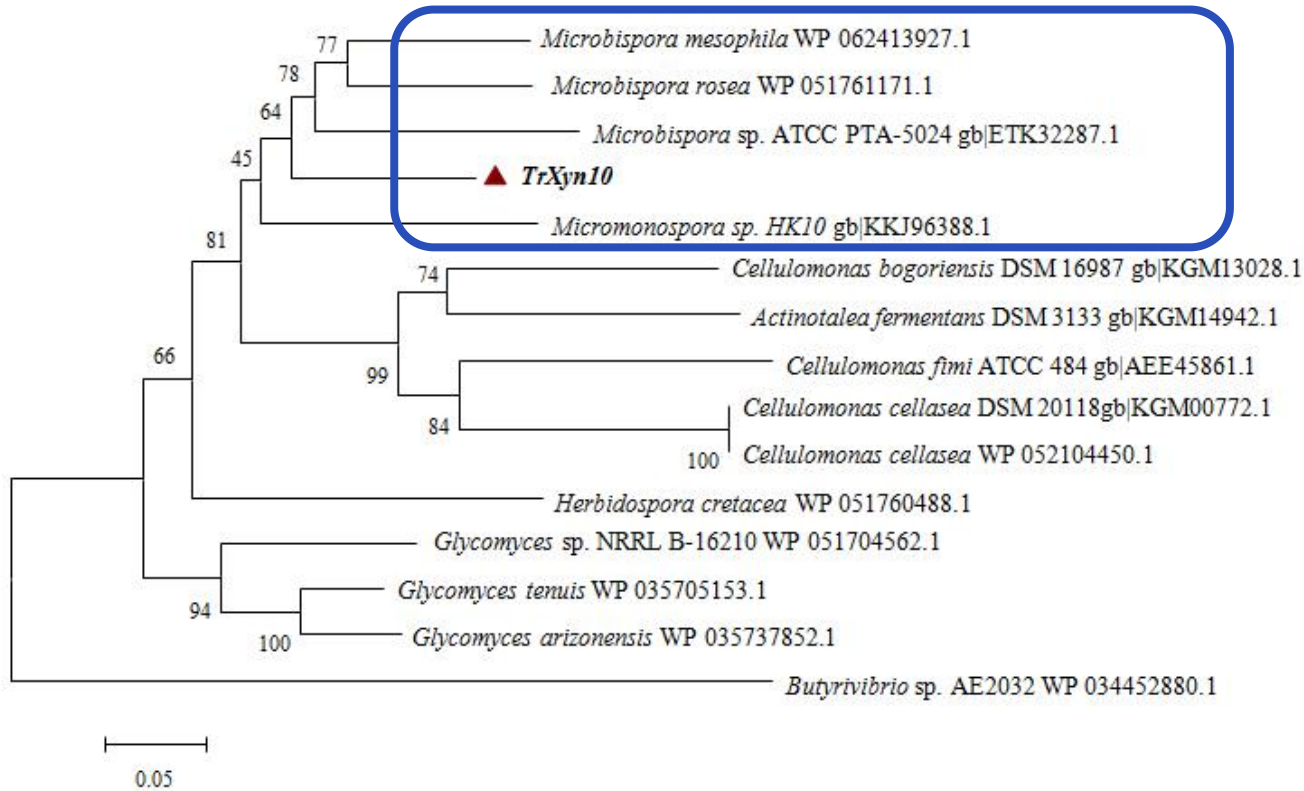 77
Microbispora mesophila WP 062413927.1
78
Microbispora rosea WP 051761171.1
64
Microbispora sp. ATCC PTA-5024 gb|ETK32287.1
45
TrXyn10
Micromonospora sp. HK10 gb|KKJ96388.1
81
74
Cellulomonas bogoriensis DSM 16987 gb|KGM13028.1
Actinotalea fermentans DSM 3133 gb|KGM14942.1
66
99
Cellulomonas fimi ATCC 484 gb|AEE45861.1
84
Cellulomonas cellasea DSM 20118gb|KGM00772.1
100
Cellulomonas cellasea WP 052104450.1
Herbidospora cretacea WP 051760488.1
Glycomyces sp. NRRL B-16210 WP 051704562.1
94
Glycomyces tenuis WP 035705153.1
100
Glycomyces arizonensis WP 035737852.1
Butyrivibrio sp. AE2032 WP 034452880.1
0.05